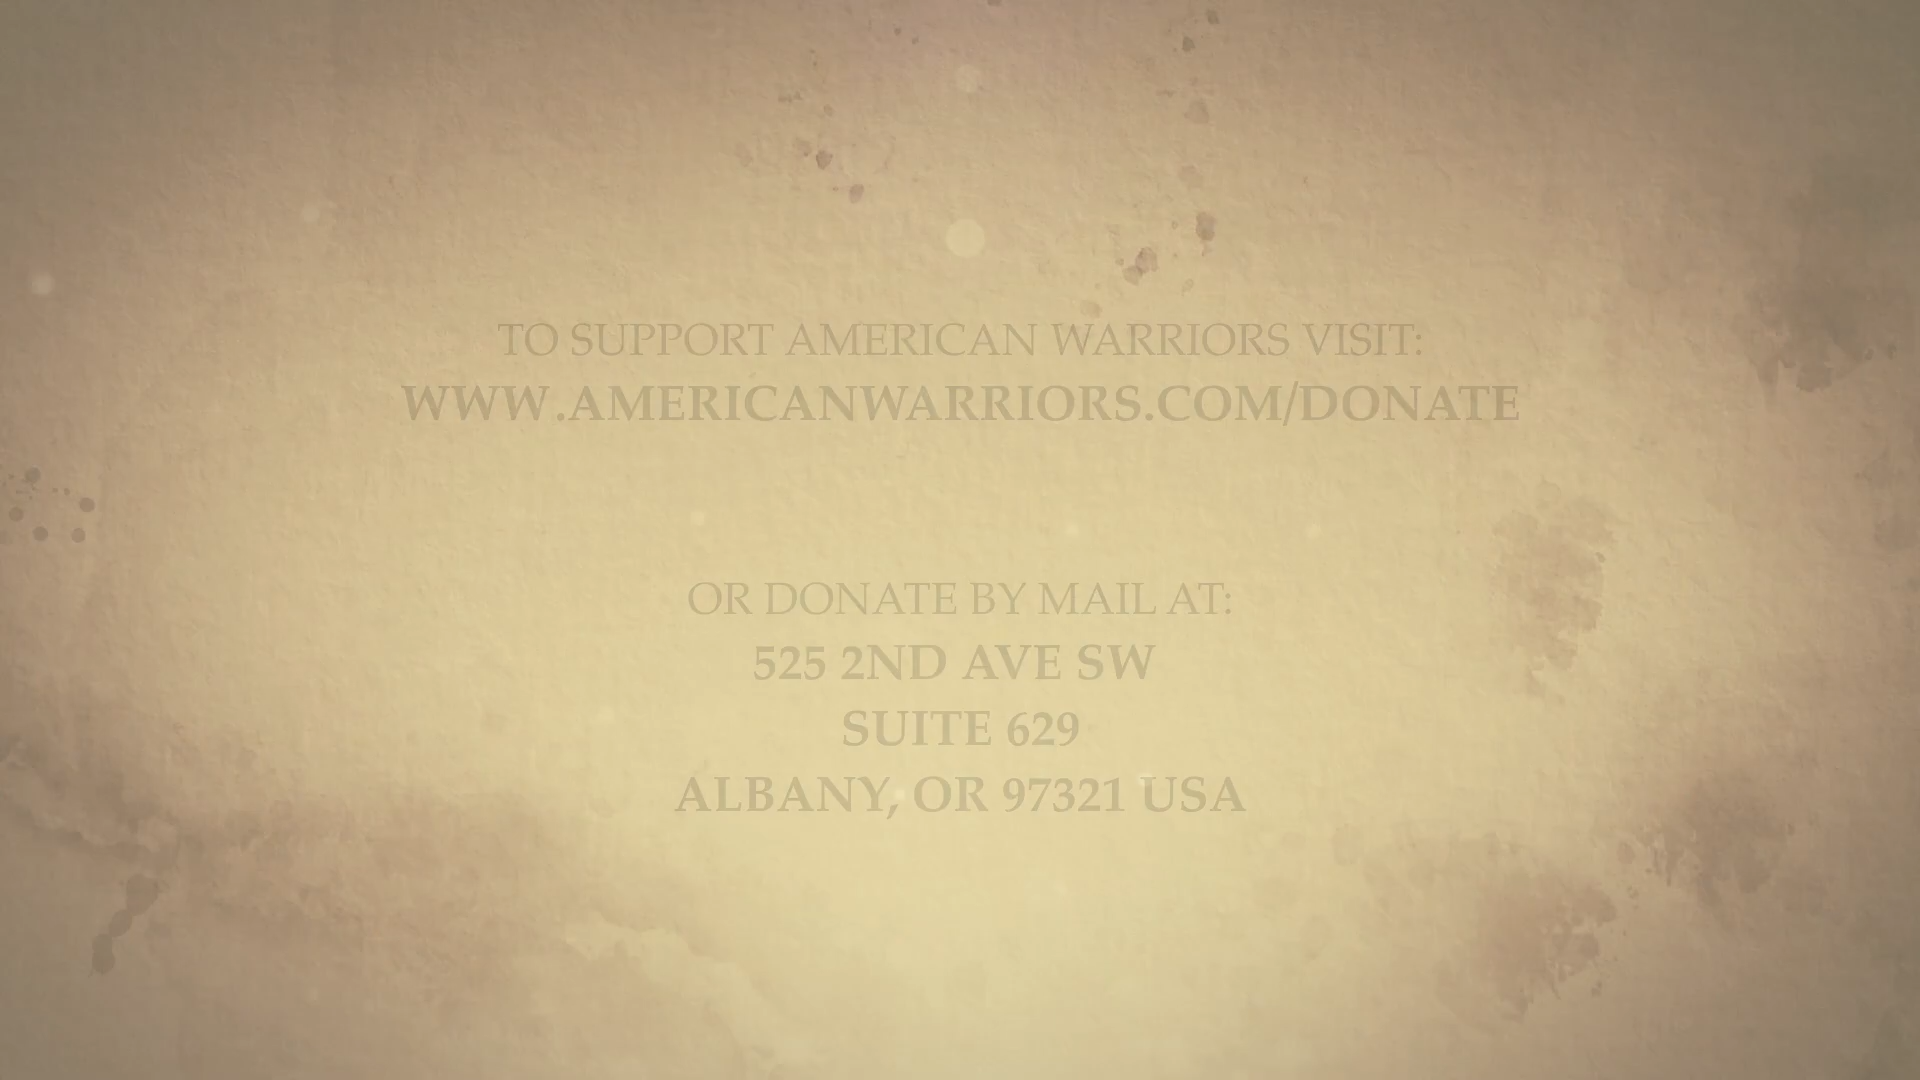 TO SUPPORT AMERICAN WARRIORS VISIT:
WWW.AMERICANWARRIORS.COM/DONATE
OR DONATE BY MAIL AT:
525 2ND AVE SW
SUITE 629
ALBANY, OR 97321 USA